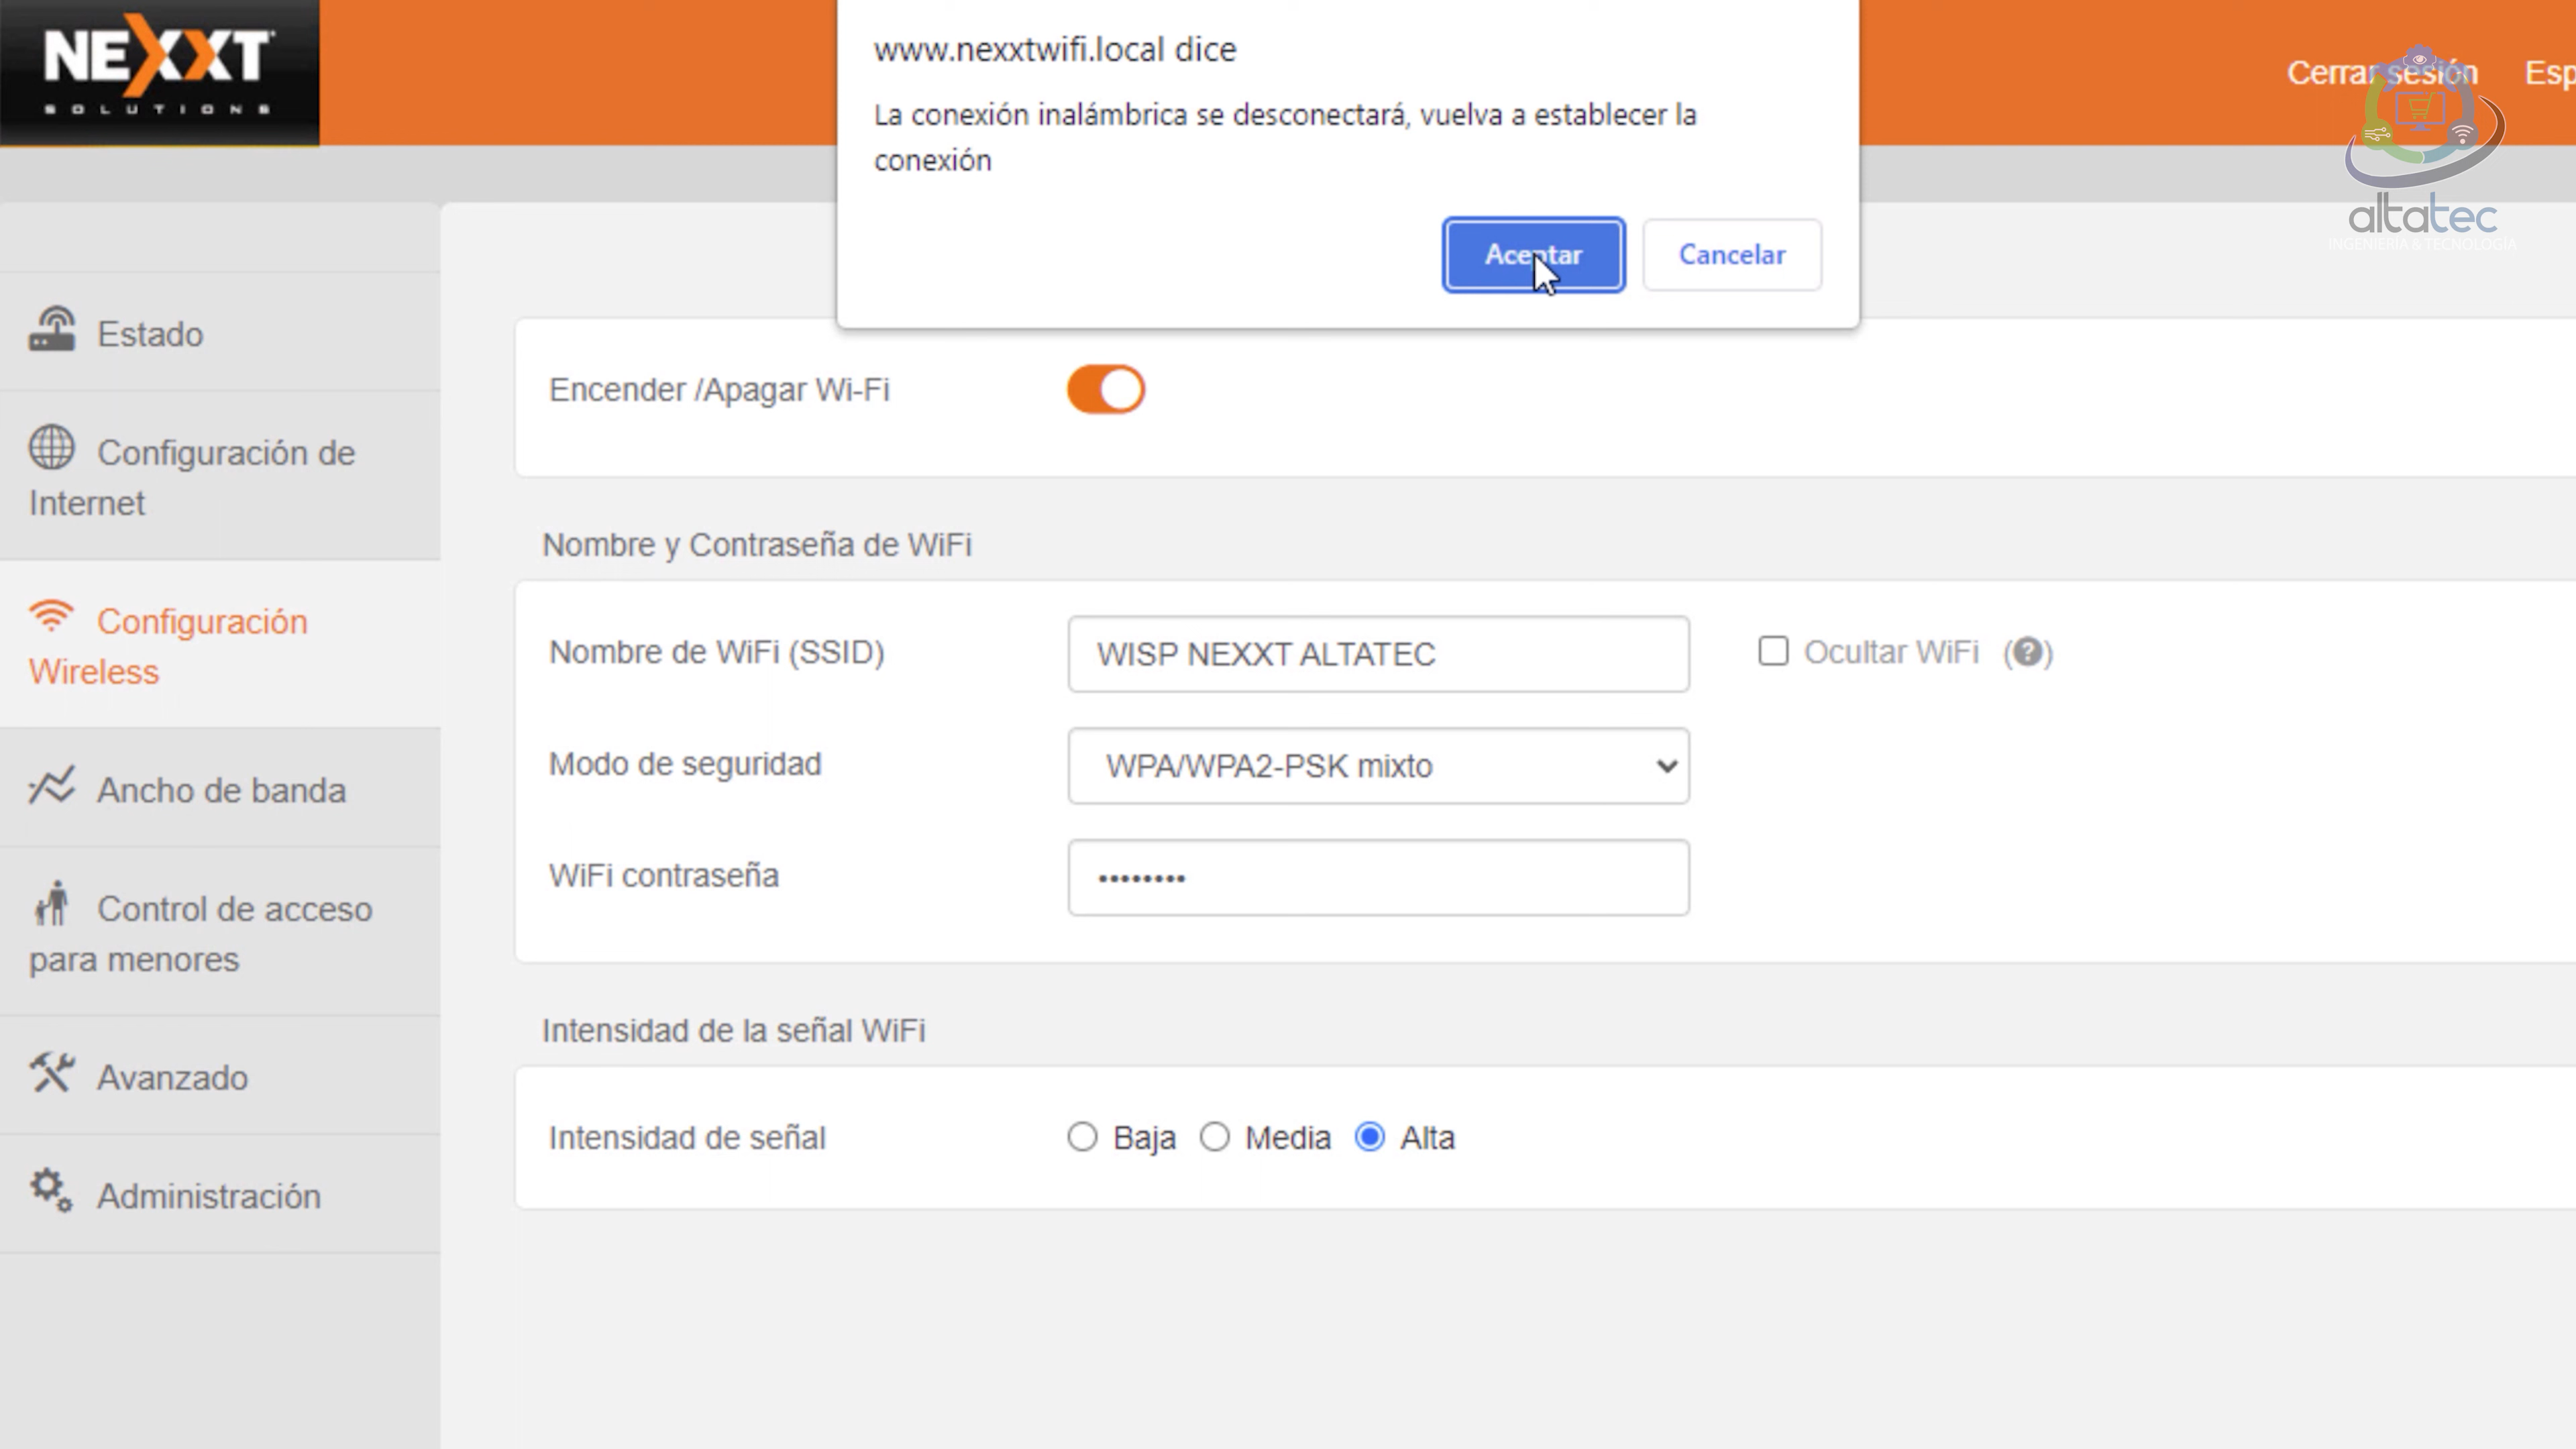 NEXXT
SOLUTIONS
www.nexxtwifi.local dice
La conexión inalámbrica se desconectará, vuelva a establecer la
conexión
Aceptar
Cancelar
Cerrar sesión
Esp
altatec
INGENIERÍA & TECNOLOGÍA
Estado
Configuración de
Internet
Configuración
Wireless
Ancho de banda
Control de acceso
para menores
Avanzado
Administración
Encender /Apagar Wi-Fi
Nombre y Contraseña de WiFi
Nombre de WiFi (SSID)
WISP NEXXT ALTATEC
Ocultar WiFi (?)
Modo de seguridad
WPA/WPA2-PSK mixto
WiFi contraseña
••••••••
Intensidad de la señal WiFi
Intensidad de señal
Baja
Media
Alta